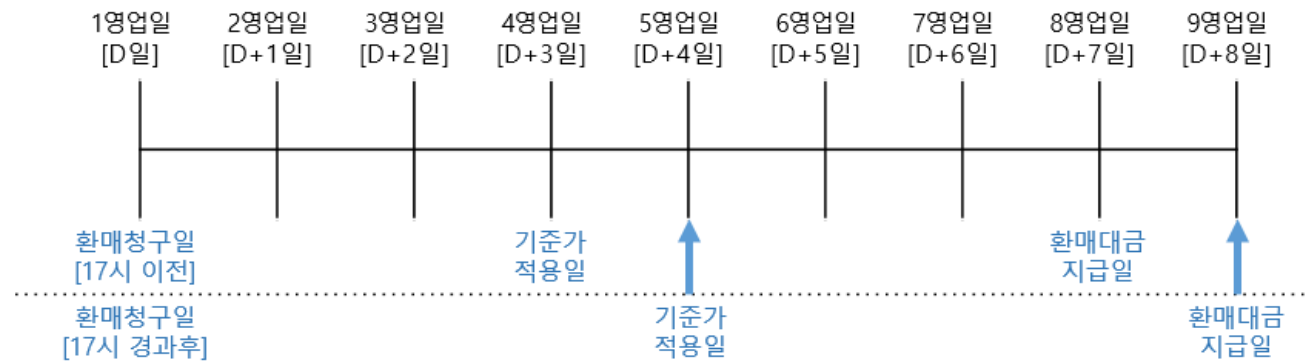 1영업일 2영업일 3영업일 4영업일 5영업일 6영업일 7영업일 8영업일 9영업일
[D일] [D+1일] [D+2일] [D+3일] [D+4일] [D+5일] [D+6일] [D+7일] [D+8일]
환매청구일 기준가 환매대금
[17시 이전] 적용일 지급일
환매청구일 기준가 환매대금
[17시 경과후] 적용일 지급일